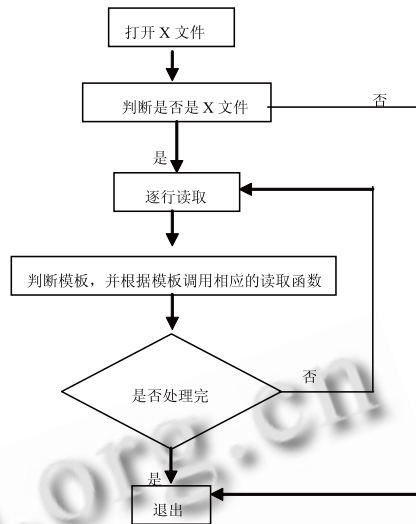 打开 X 文件
判断是否是 X 文件
否
是
逐行读取
判断模板，并根据模板调用相应的读取函数
否
是否处理完
是
退出
.org.cn